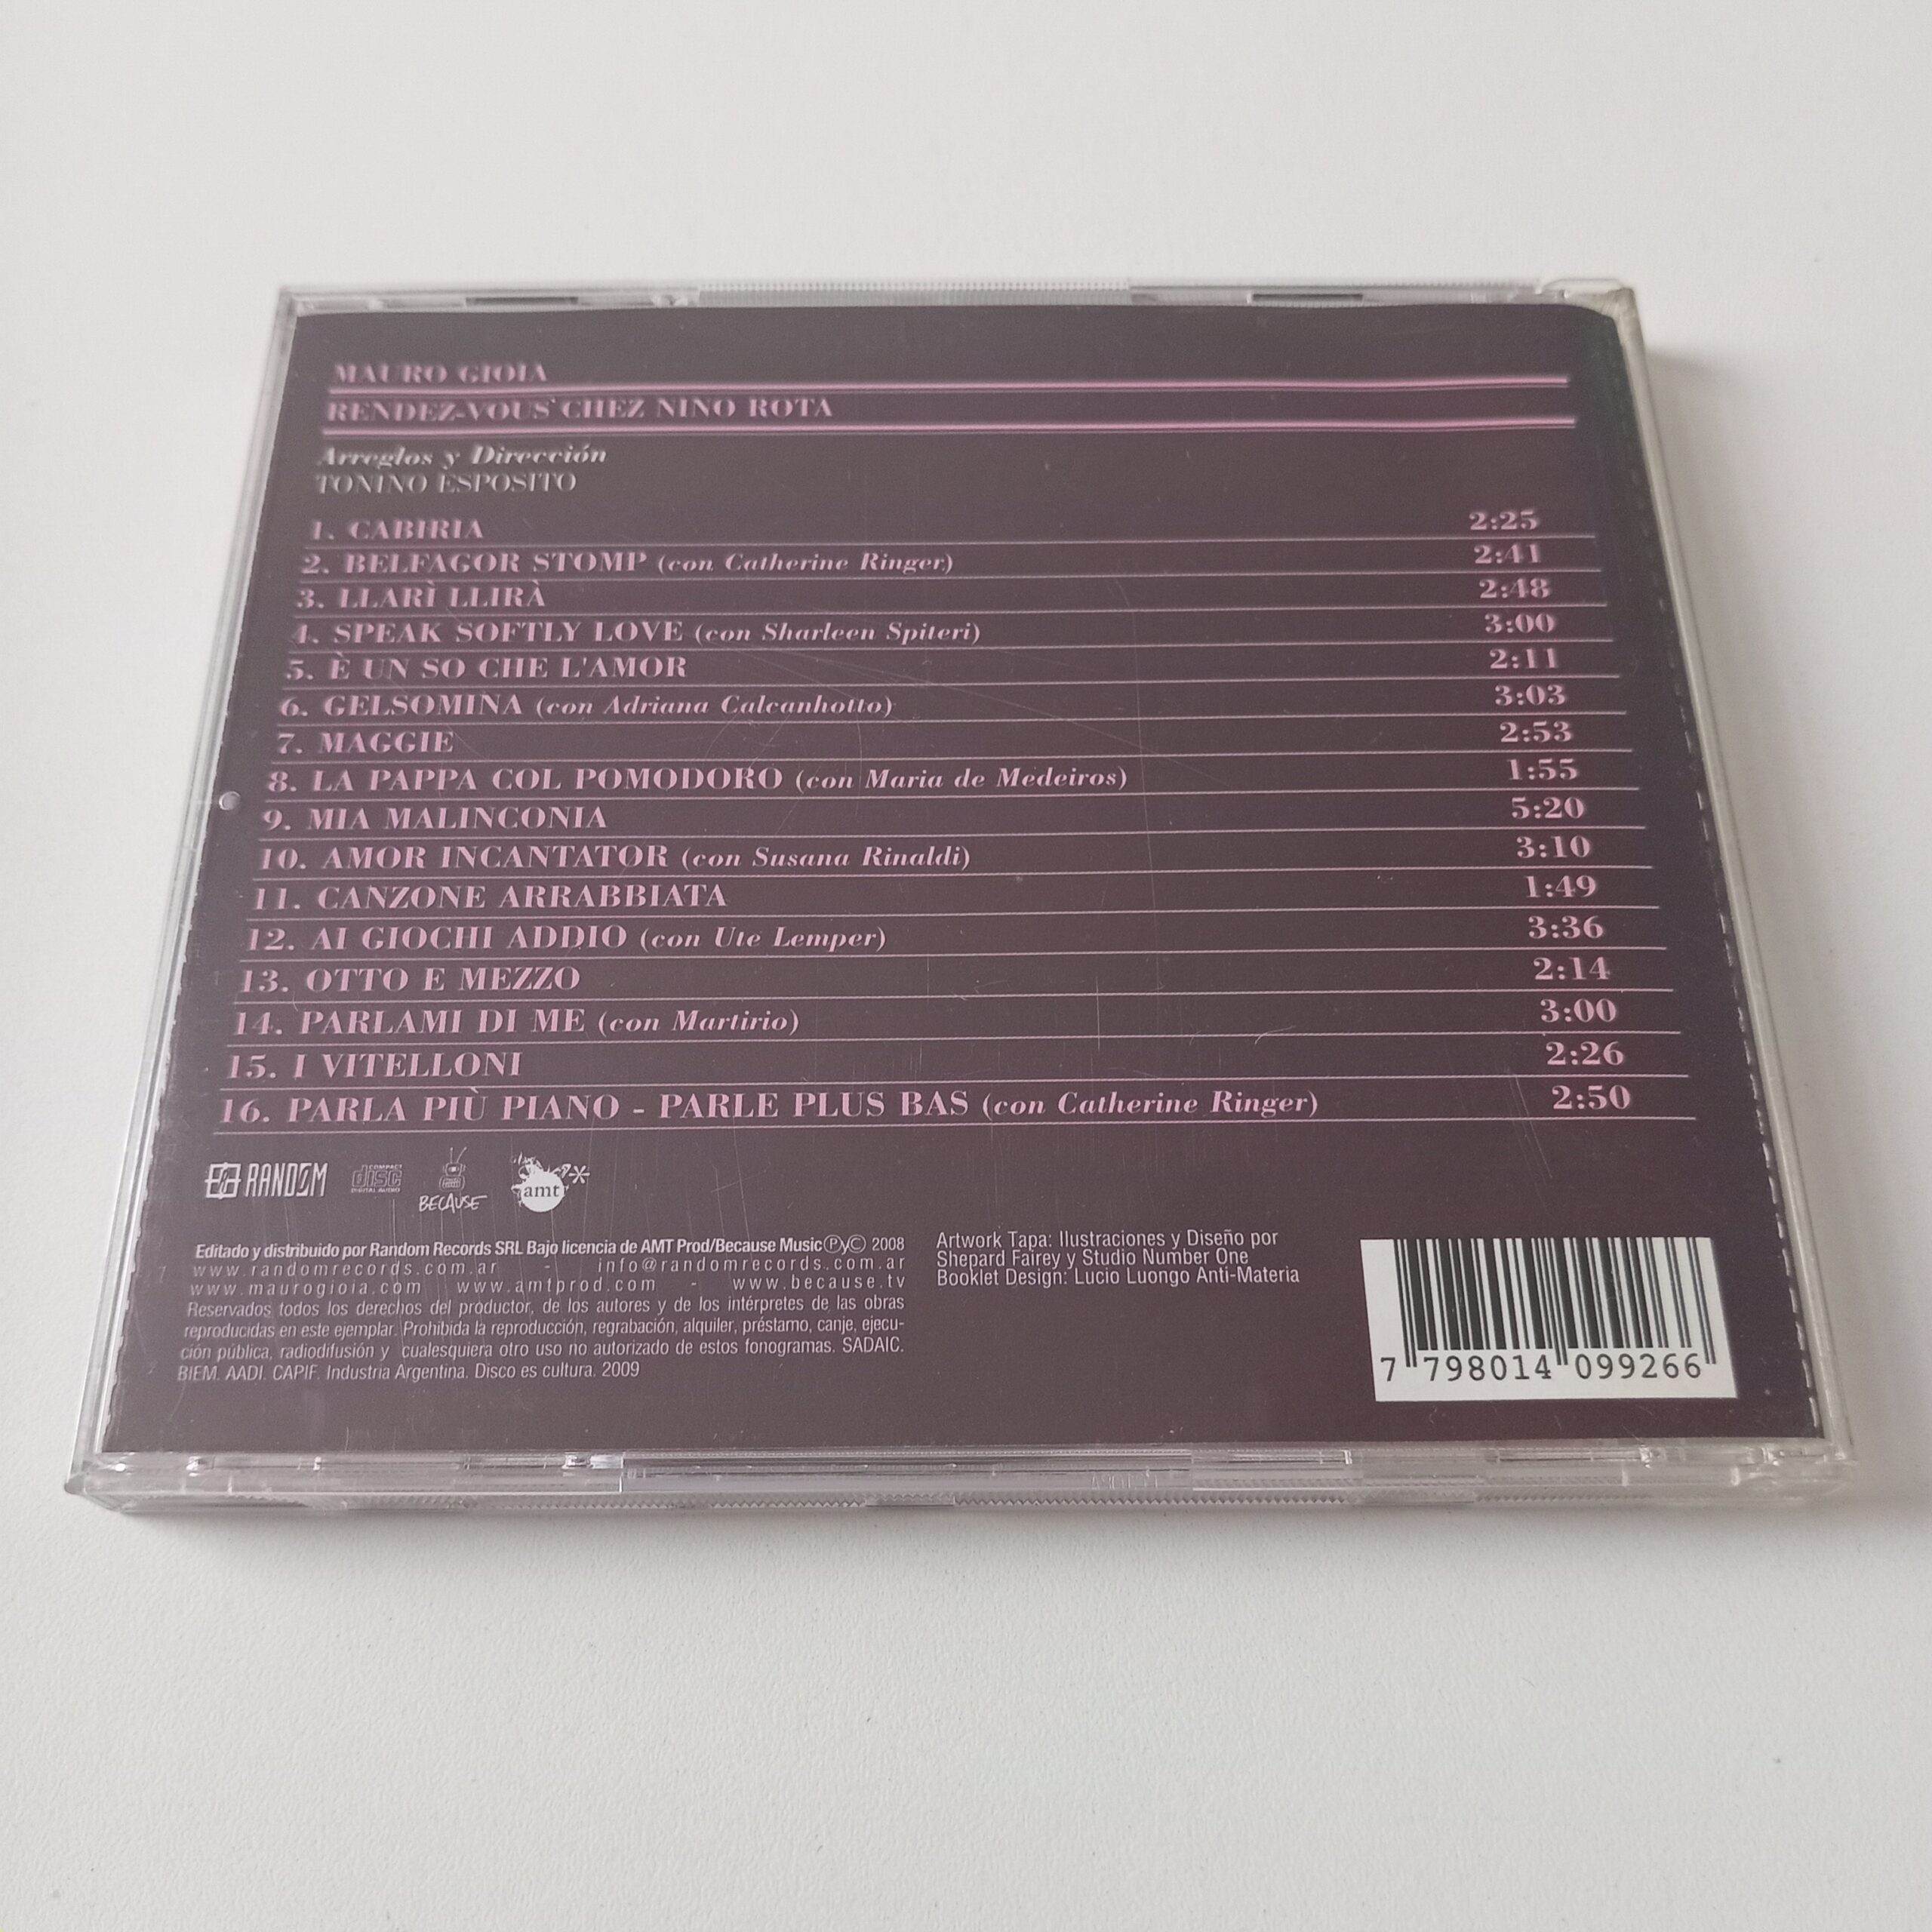 MAURO GIOIA
RENDEZ-VOUS CHEZ NINO ROTA
Arreglos y Dirección
TONINO ESPOSITO
1. CABIRIA 2:25
2. BELFAGOR STOMP (con Catherine Ringer) 2:41
3. LLARÌ LLIRÀ 2:48
4. SPEAK SOFTLY LOVE (con Sharleen Spiteri) 3:00
5. È UN SO CHE L'AMOR 2:11
6. GELSOMINA (con Adriana Calcanhotto) 3:03
7. MAGGIE 2:53
8. LA PAPPA COL POMODORO (con Maria de Medeiros) 1:55
9. MIA MALINCONIA 5:20
10. AMOR INCANTATOR (con Susana Rinaldi) 3:10
11. CANZONE ARRABBIATA 1:49
12. AI GIOCHI ADDIO (con Ute Lemper) 3:36
13. OTTO E MEZZO 2:14
14. PARLAMI DI ME (con Martirio) 3:00
15. I VITELLONI 2:26
16. PARLA PIÙ PIANO - PARLE PLUS BAS (con Catherine Ringer) 2:50
RANDOM
COMPACT
disc
DIGITAL AUDIO
BECAUSE
amt*
Editado y distribuido por Random Records SRL Bajo licencia de AMT Prod/Because Music Ⓟy© 2008
www.randomrecords.com.ar - info@randomrecords.com.ar
www.maurogioia.com www.amtprod.com - www.because.tv
Reservados todos los derechos del productor, de los autores y de los intérpretes de las obras
reproducidas en este ejemplar. Prohibida la reproducción, regrabación, alquiler, préstamo, canje, ejecu-
ción pública, radiodifusión y cualesquiera otro uso no autorizado de estos fonogramas. SADAIC.
BIEM. AADI. CAPIF. Industria Argentina. Disco es cultura. 2009
Artwork Tapa: Ilustraciones y Diseño por
Shepard Fairey y Studio Number One
Booklet Design: Lucio Luongo Anti-Materia
7 798014 099266